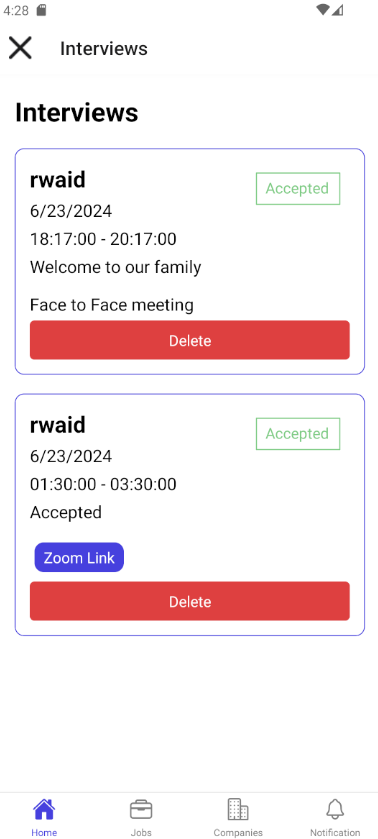 4:28
Interviews
Interviews
rwaid
Accepted
6/23/2024
18:17:00 - 20:17:00
Welcome to our family
Face to Face meeting
Delete
rwaid
Accepted
6/23/2024
01:30:00 - 03:30:00
Accepted
Zoom Link
Delete
Home Jobs Companies Notification